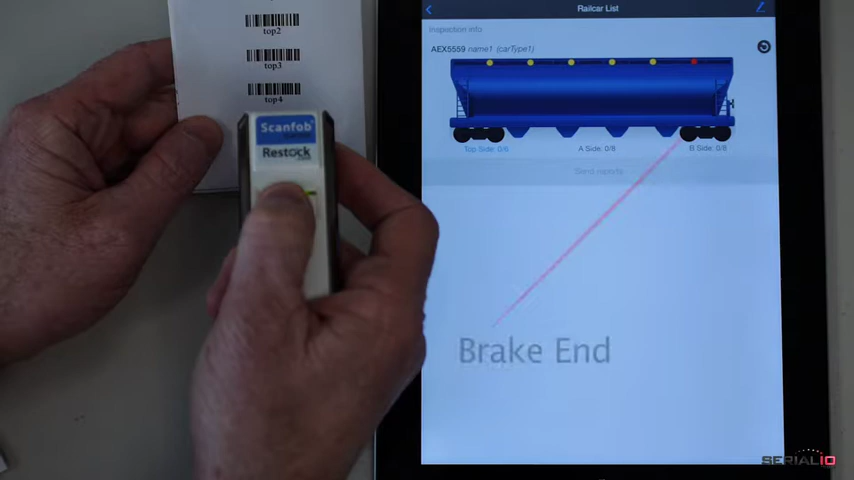 top2
top3
top4
Scanfob
Restock
Railcar List
Inspection info:
AEX5559 name1 (carType1)
Top Side: 0/6
A Side: 0/8
B Side: 0/8
Send reports
Brake End
SERIALIO